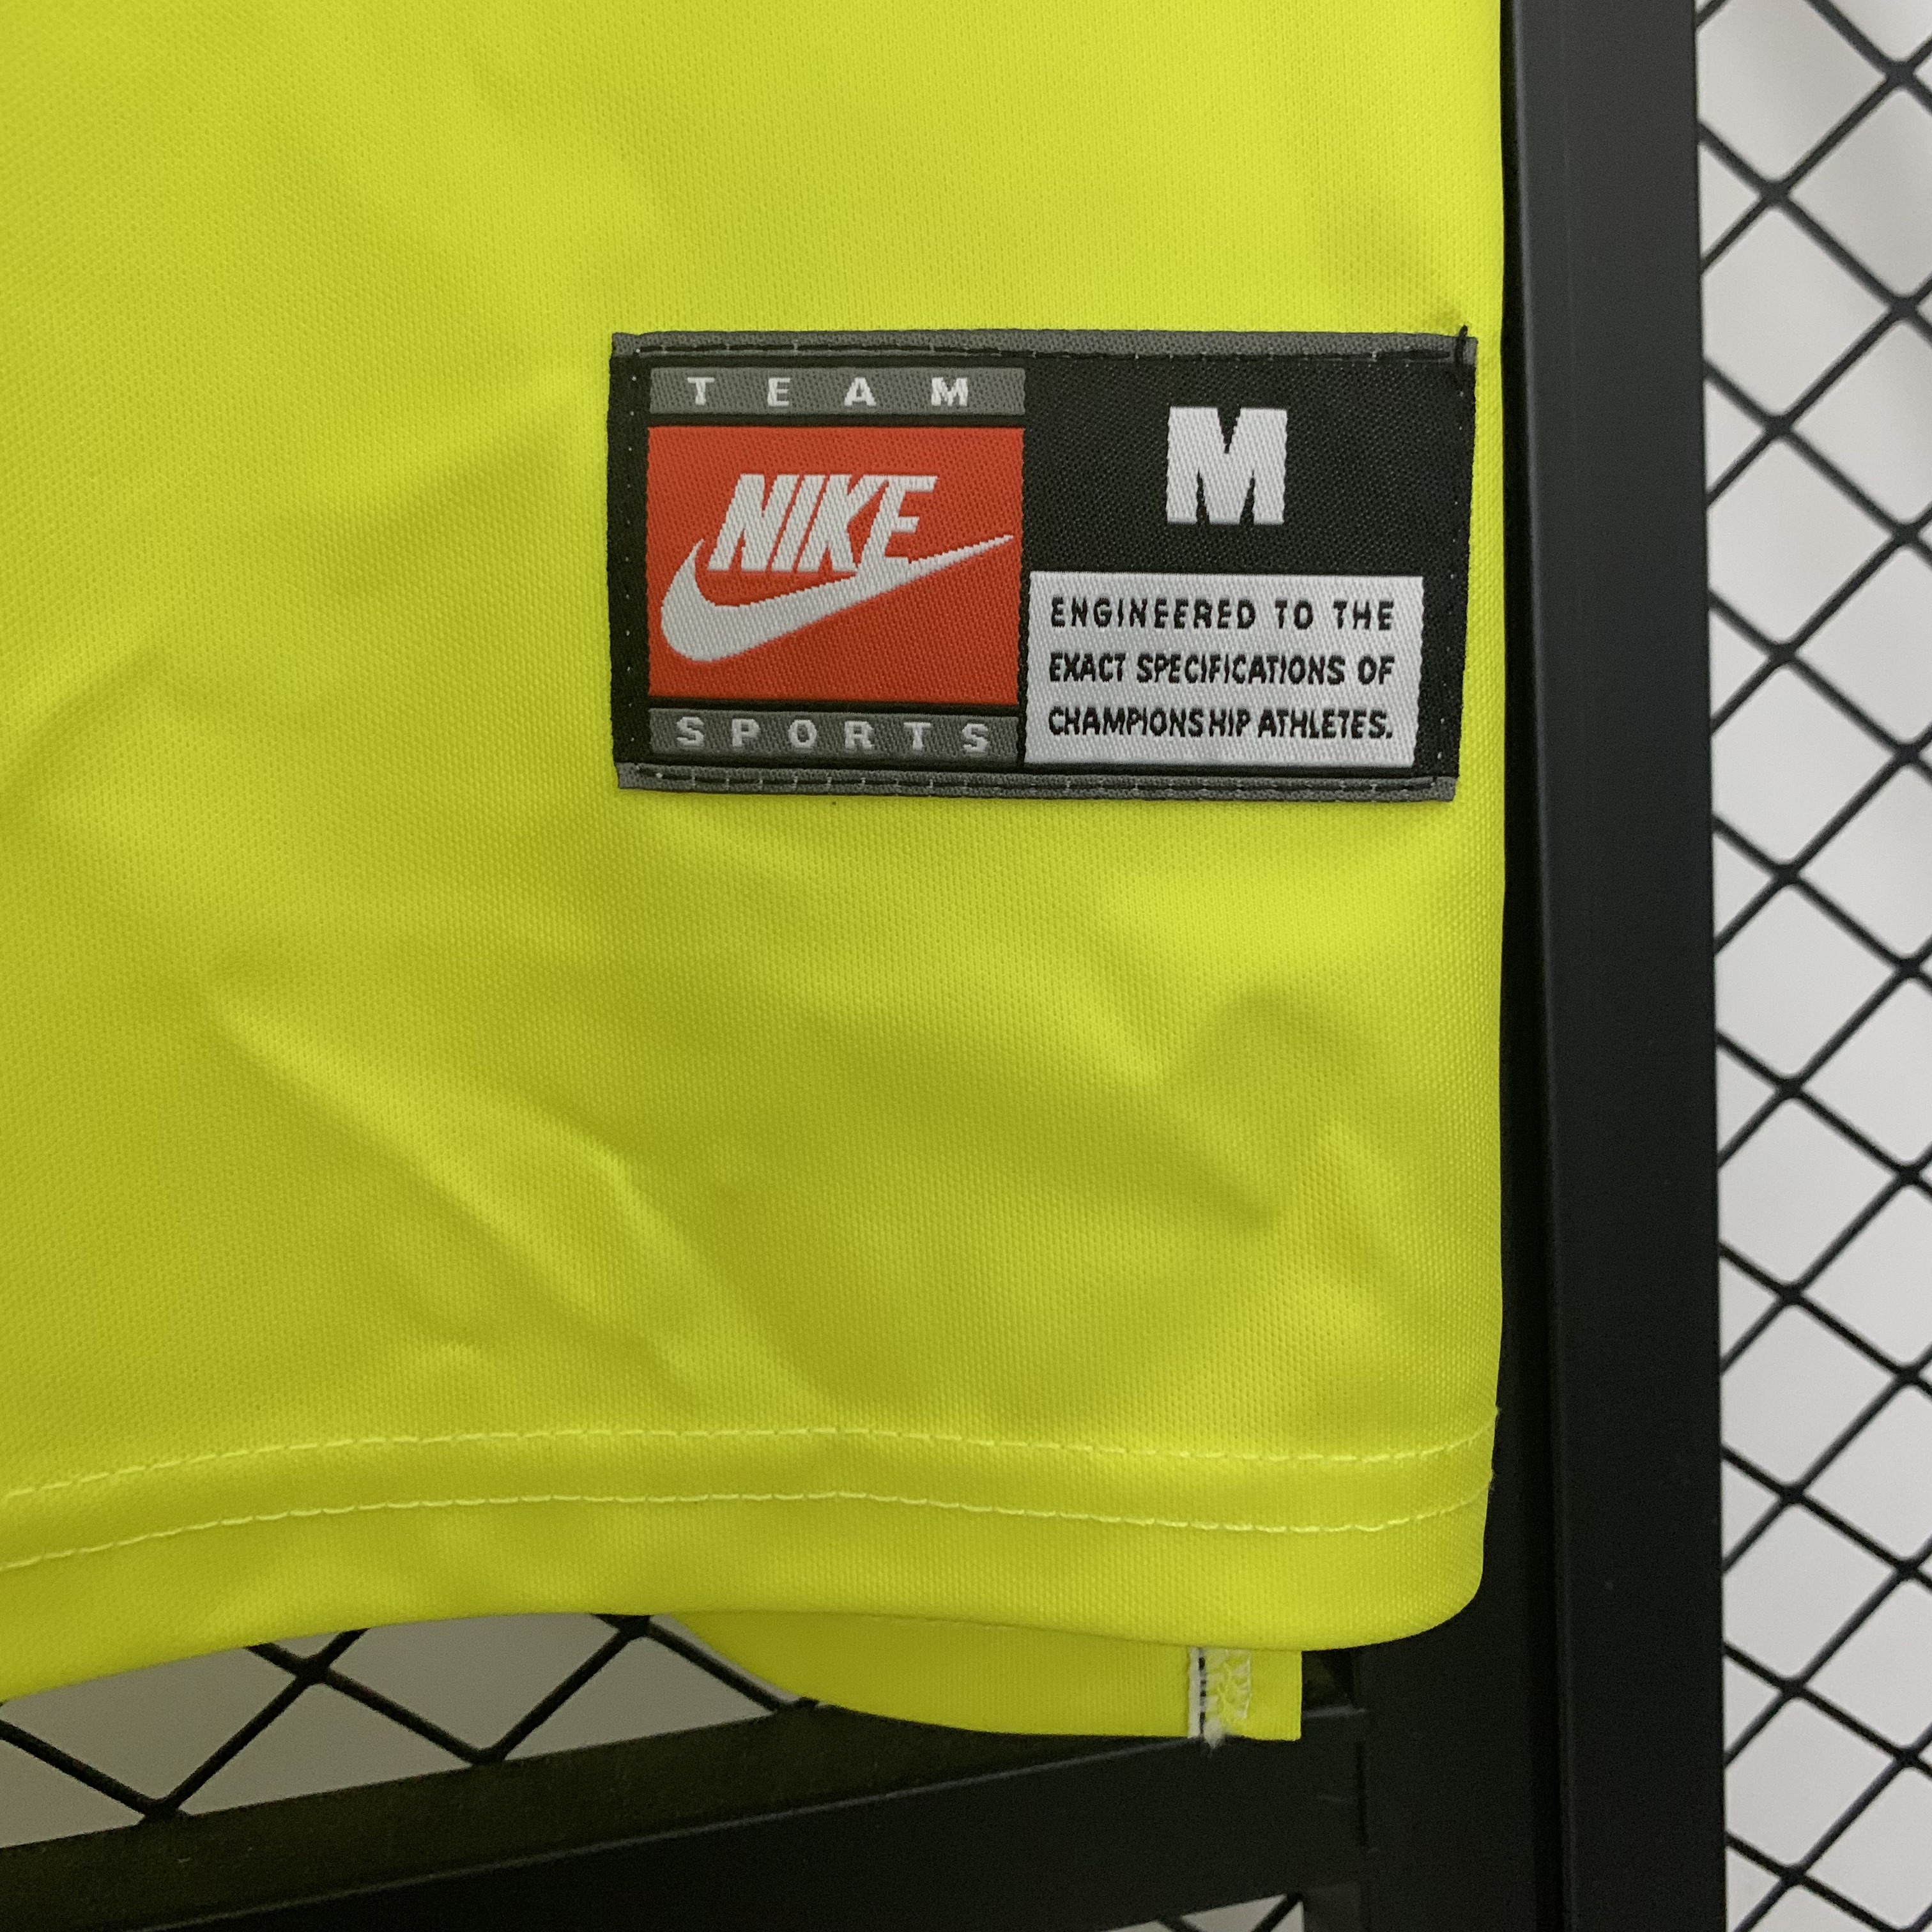 TEAM
NIKE
SPORTS
M
ENGINEERED TO THE
EXACT SPECIFICATIONS OF
CHAMPIONSHIP ATHLETES.